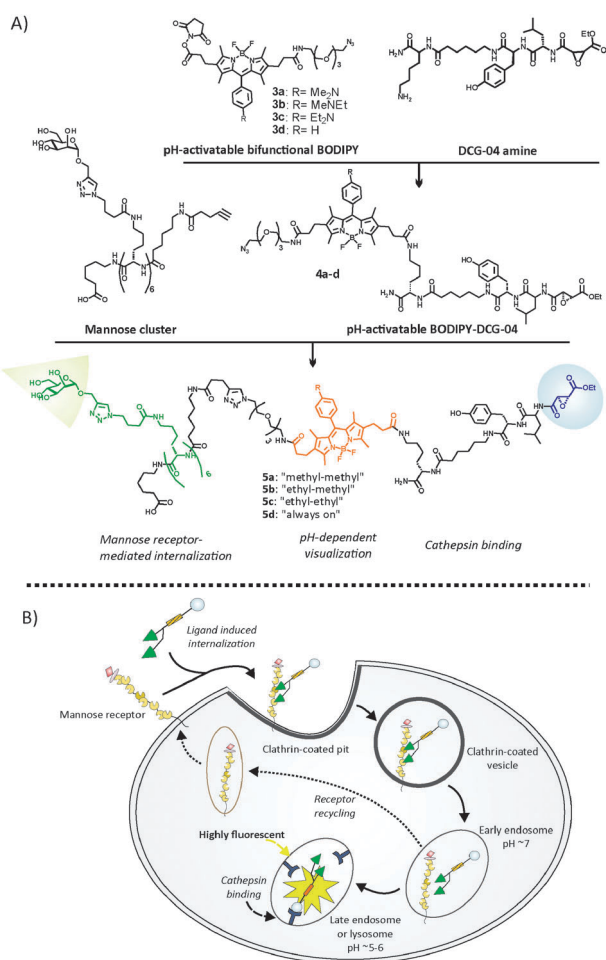 A)
3a: R= Me2N
3b: R= MeNEt
3c: R= Et2N
3d: R= H
pH-activatable bifunctional BODIPY
DCG-04 amine
4a-d
Mannose cluster
pH-activatable BODIPY-DCG-04
5a: "methyl-methyl"
5b: "ethyl-methyl"
5c: "ethyl-ethyl"
5d: "always on"
Mannose receptor-
mediated internalization
pH-dependent
visualization
Cathepsin binding
B)
Ligand induced
internalization
Mannose receptor
Clathrin-coated pit
Clathrin-coated
vesicle
Receptor
recycling
Early endosome
pH ~7
Highly fluorescent
Cathepsin
binding
Late endosome
or lysosome
pH ~5-6